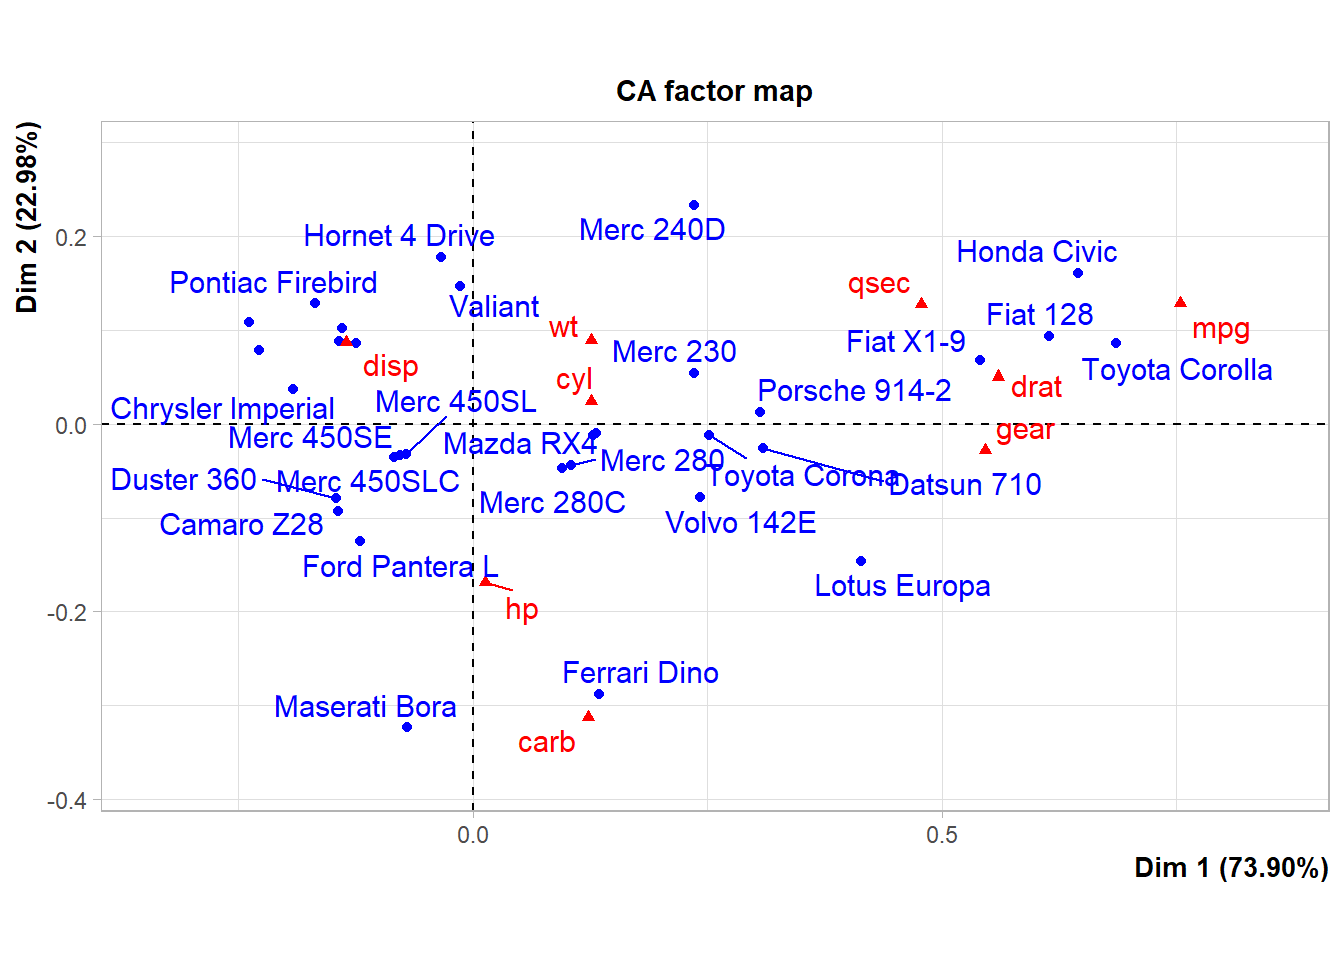 CA factor map
Dim 2 (22.98%)
0.2
0.0
-0.2
-0.4
Merc 240D
Hornet 4 Drive
Honda Civic
Pontiac Firebird
qsec
Valiant
Fiat 128
wt
mpg
Fiat X1-9
Merc 230
disp
Toyota Corolla
cyl
drat
Porsche 914-2
Merc 450SL
Chrysler Imperial
gear
Merc 450SE
Mazda RX4
Merc 280
Toyota Corona
Duster 360
Merc 450SLC
Datsun 710
Merc 280C
Camaro Z28
Volvo 142E
Ford Pantera L
Lotus Europa
hp
Ferrari Dino
Maserati Bora
carb
0.0
0.5
Dim 1 (73.90%)